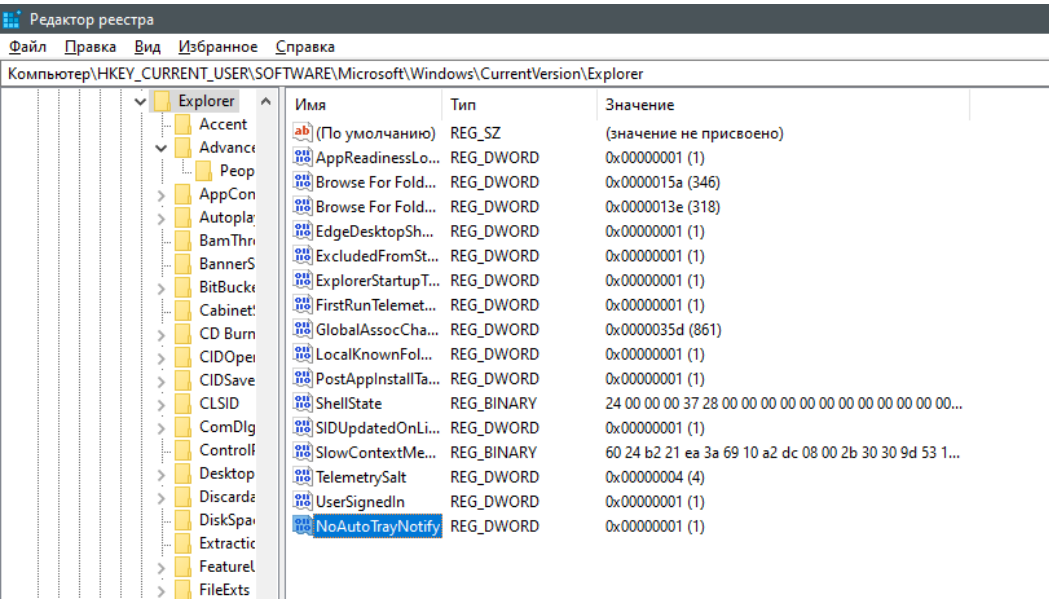 Редактор реестра
Файл Правка Вид Избранное Справка
Компьютер\HKEY_CURRENT_USER\SOFTWARE\Microsoft\Windows\CurrentVersion\Explorer
Explorer
Accent
Advance
Peop
AppCon
Autopla
BamThr
BannerS
BitBucke
Cabinet
CD Burn
CIDOpe
CIDSave
CLSID
ComDlg
ControlP
Desktop
Discarda
DiskSpa
Extractio
FeatureU
FileExts
Имя Тип Значение
(По умолчанию) REG_SZ (значение не присвоено)
AppReadinessLo... REG_DWORD 0x00000001 (1)
Browse For Fold... REG_DWORD 0x0000015a (346)
Browse For Fold... REG_DWORD 0x0000013e (318)
EdgeDesktopSh... REG_DWORD 0x00000001 (1)
ExcludedFromSt... REG_DWORD 0x00000001 (1)
ExplorerStartupT... REG_DWORD 0x00000001 (1)
FirstRunTelemet... REG_DWORD 0x00000001 (1)
GlobalAssocCha... REG_DWORD 0x0000035d (861)
LocalKnownFol... REG_DWORD 0x00000001 (1)
PostAppInstallTa... REG_DWORD 0x00000001 (1)
ShellState REG_BINARY 24 00 00 00 37 28 00 00 00 00 00 00 00 00 00 00 00...
SIDUpdatedOnLi... REG_DWORD 0x00000001 (1)
SlowContextMe... REG_BINARY 60 24 b2 21 ea 3a 69 10 a2 dc 08 00 2b 30 30 9d 53 1...
TelemetrySalt REG_DWORD 0x00000004 (4)
UserSignedIn REG_DWORD 0x00000001 (1)
NoAutoTrayNotify REG_DWORD 0x00000001 (1)